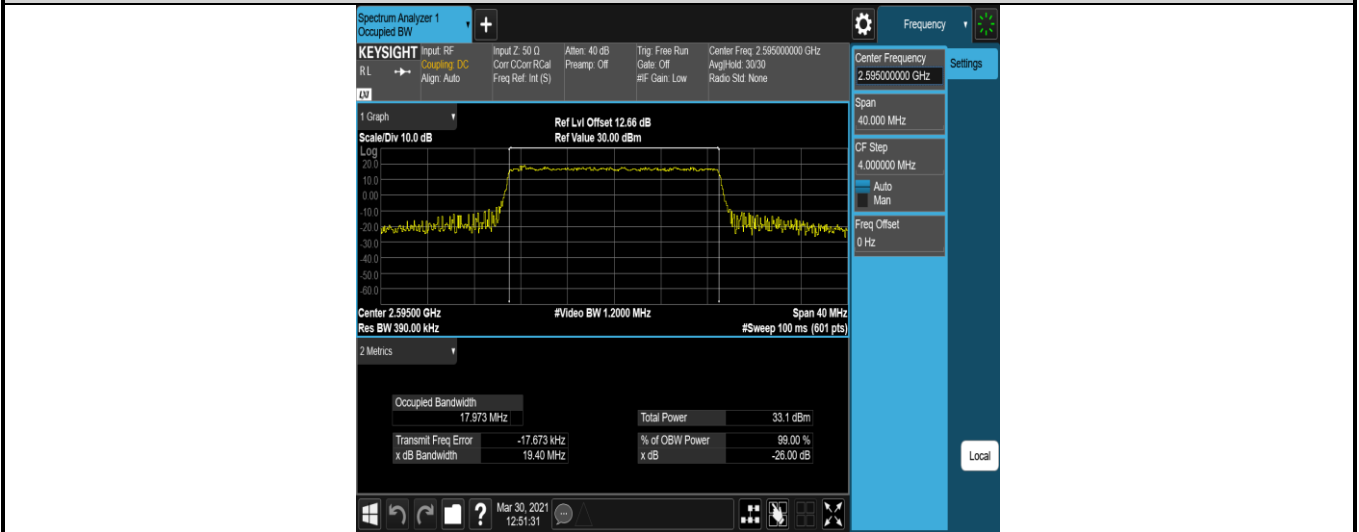 Spectrum Analyzer 1
Occupied BW
+
Frequency
KEYSIGHT
R L
LXI
Input: RF
Coupling: DC
Align: Auto
Input Z: 50 Ω
Corr CCorr RCal
Freq Ref: Int (S)
Atten: 40 dB
Preamp: Off
Trig: Free Run
Gate: Off
#IF Gain: Low
Center Freq: 2.595000000 GHz
Avg|Hold: 30/30
Radio Std: None
Center Frequency
2.595000000 GHz
Settings
Span
40.000 MHz
CF Step
4.000000 MHz
Auto
Man
Freq Offset
0 Hz
1 Graph
Scale/Div 10.0 dB
Ref Lvl Offset 12.66 dB
Ref Value 30.00 dBm
Log
20.0
10.0
0.00
-10.0
-20.0
-30.0
-40.0
-50.0
-60.0
Center 2.59500 GHz
#Video BW 1.2000 MHz
Span 40 MHz
Res BW 390.00 kHz
#Sweep 100 ms (601 pts)
2 Metrics
Occupied Bandwidth
17.973 MHz
Total Power 33.1 dBm
Transmit Freq Error -17.673 kHz
% of OBW Power 99.00 %
x dB Bandwidth 19.40 MHz
x dB -26.00 dB
Local
?
Mar 30, 2021
12:51:31